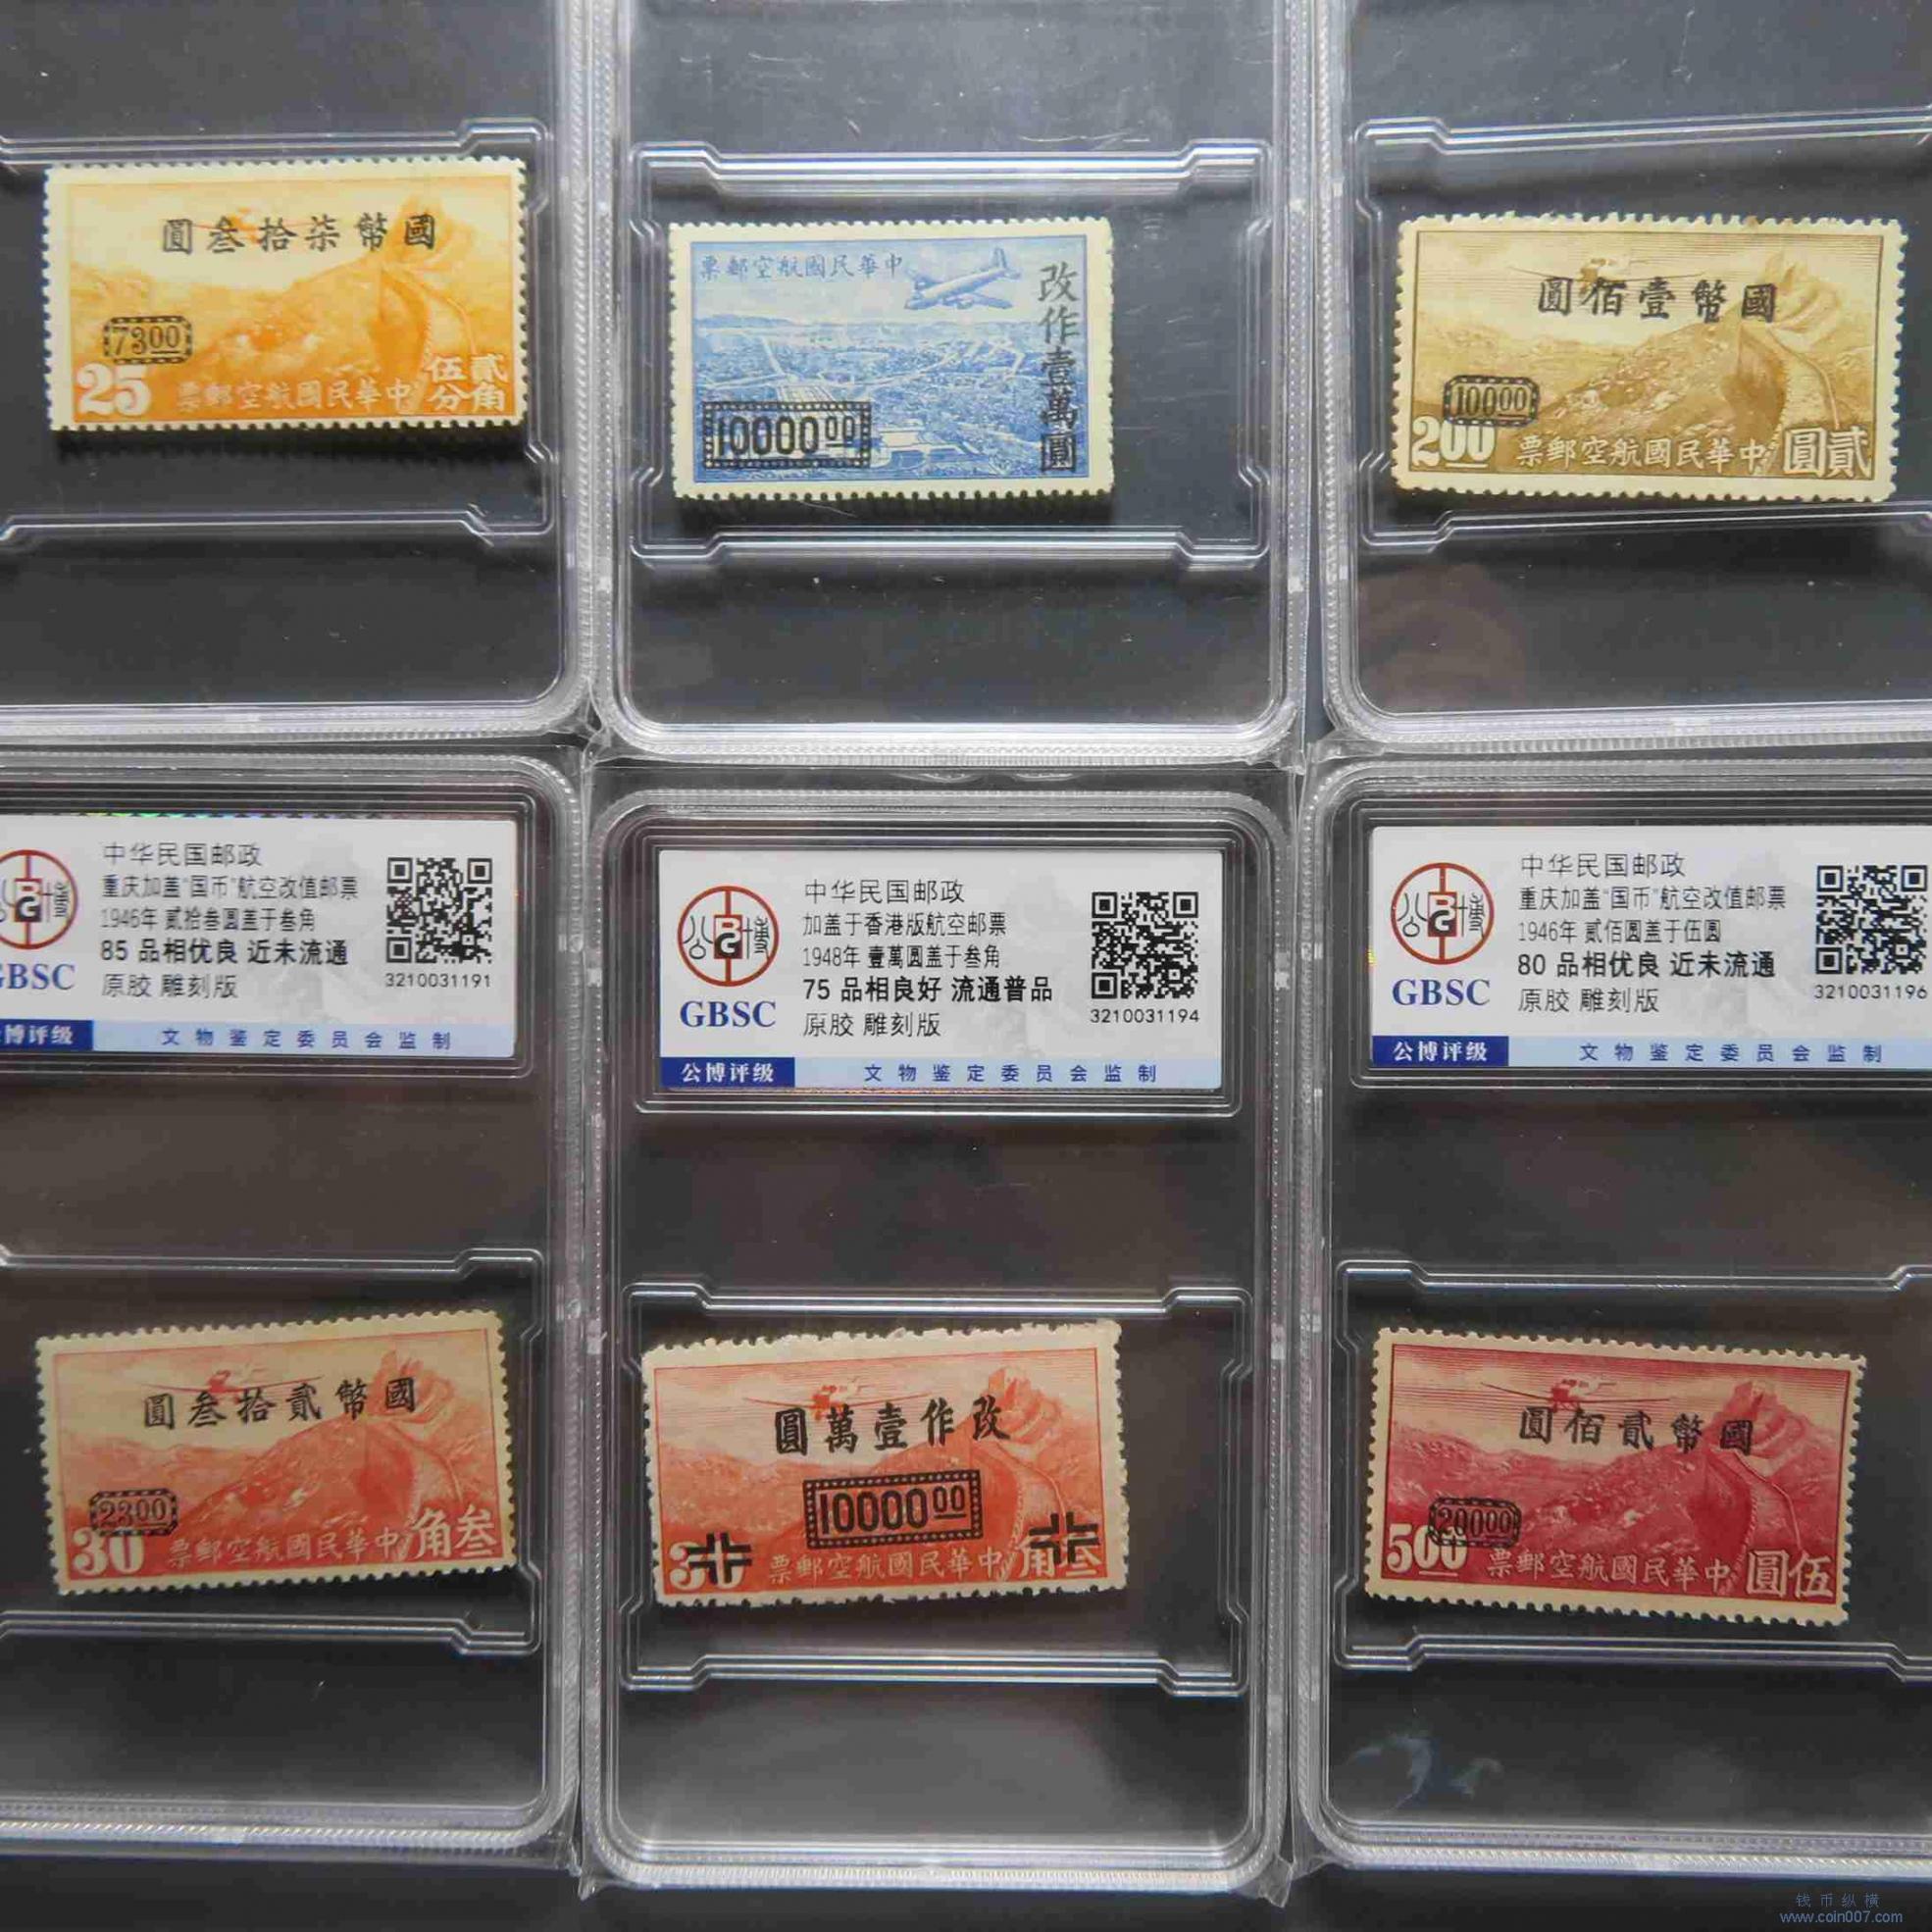 圓叁拾柒幣國
7300
25
票郵空航國民華中
伍貳
分角
票郵空航國民華中
改作壹萬圓
10000 00
圓佰壹幣國
10000
200
票郵空航國民華中
圓貳
公博
GBSC
公博评级
中华民国邮政
重庆加盖“国币”航空改值邮票
1946年 贰拾叁圆盖于叁角
85 品相优良 近未流通
原胶 雕刻版
3210031191
文物鉴定委员会监制
公博
GBSC
公博评级
中华民国邮政
加盖于香港版航空邮票
1948年 壹萬圆盖于叁角
75 品相良好 流通普品
原胶 雕刻版
3210031194
文物鉴定委员会监制
公博
GBSC
公博评级
中华民国邮政
重庆加盖“国币”航空改值邮票
1946年 贰佰圆盖于伍圆
80 品相优良 近未流通
原胶 雕刻版
3210031196
文物鉴定委员会监制
圓叁拾貳幣國
2300
30
票郵空航國民華中
角叁
圓萬壹作改
10000 00
30
票郵空航國民華中
角叁
圓佰貳幣國
20000
500
票郵空航國民華中
圓伍
钱币纵横
www.coin007.com